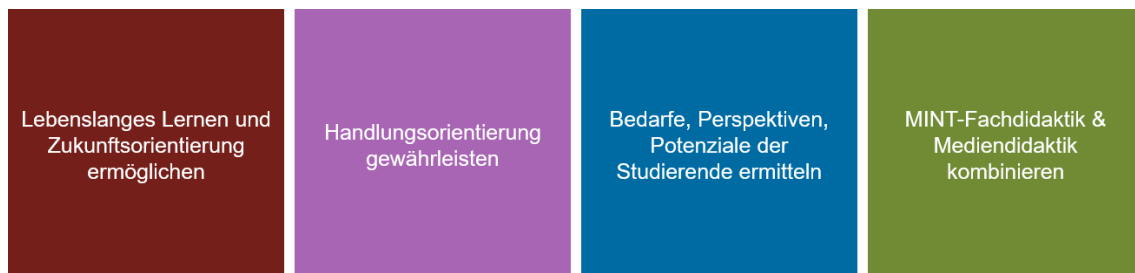 Lebenslanges Lernen und
Zukunftsorientierung
ermöglichen
Handlungsorientierung
gewährleisten
Bedarfe, Perspektiven,
Potenziale der
Studierende ermitteln
MINT-Fachdidaktik &
Mediendidaktik
kombinieren